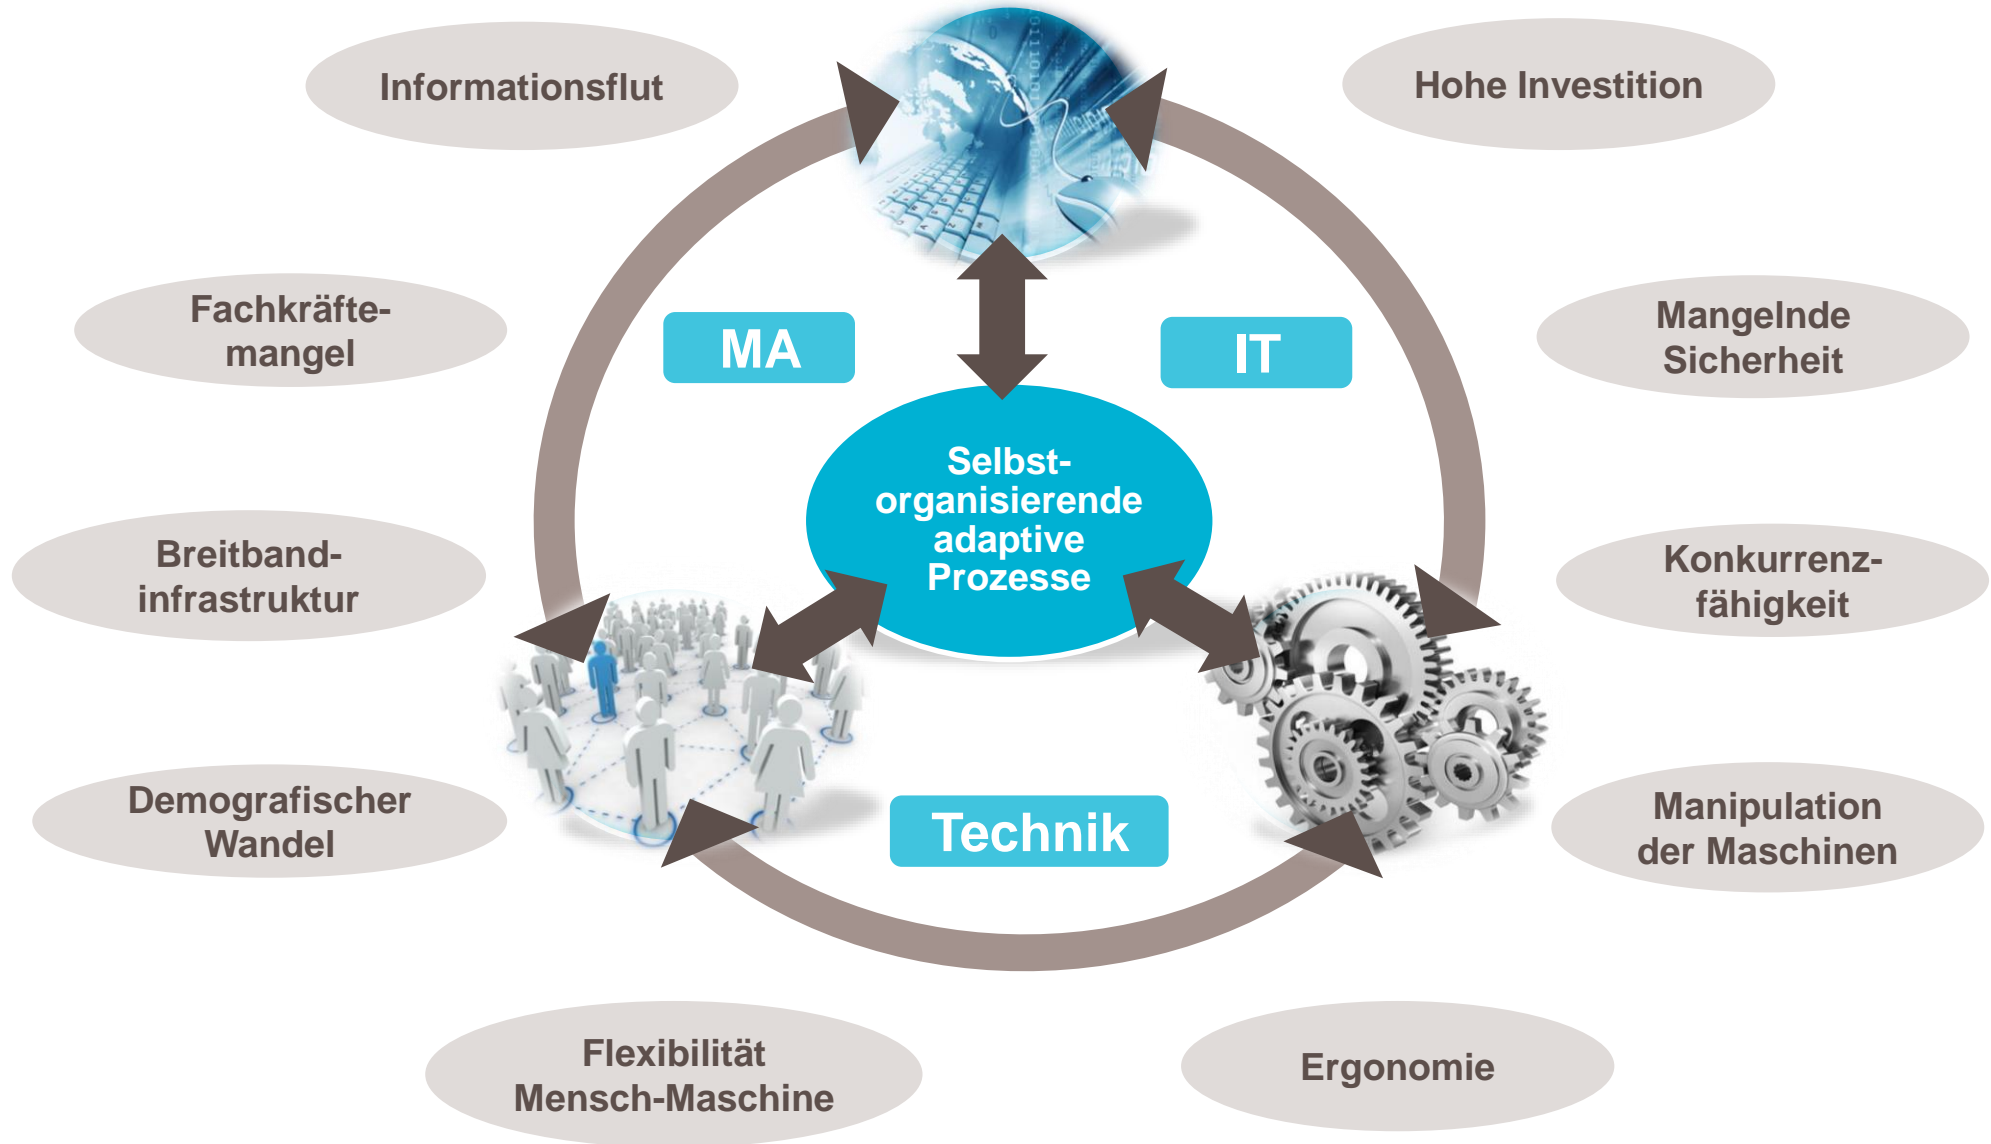 Informationsflut
Hohe Investition
Fachkräfte-
mangel
MA
IT
Mangelnde
Sicherheit
Selbst-
organisierende
adaptive
Prozesse
Breitband-
infrastruktur
Konkurrenz-
fähigkeit
Demografischer
Wandel
Technik
Manipulation
der Maschinen
Flexibilität
Mensch-Maschine
Ergonomie